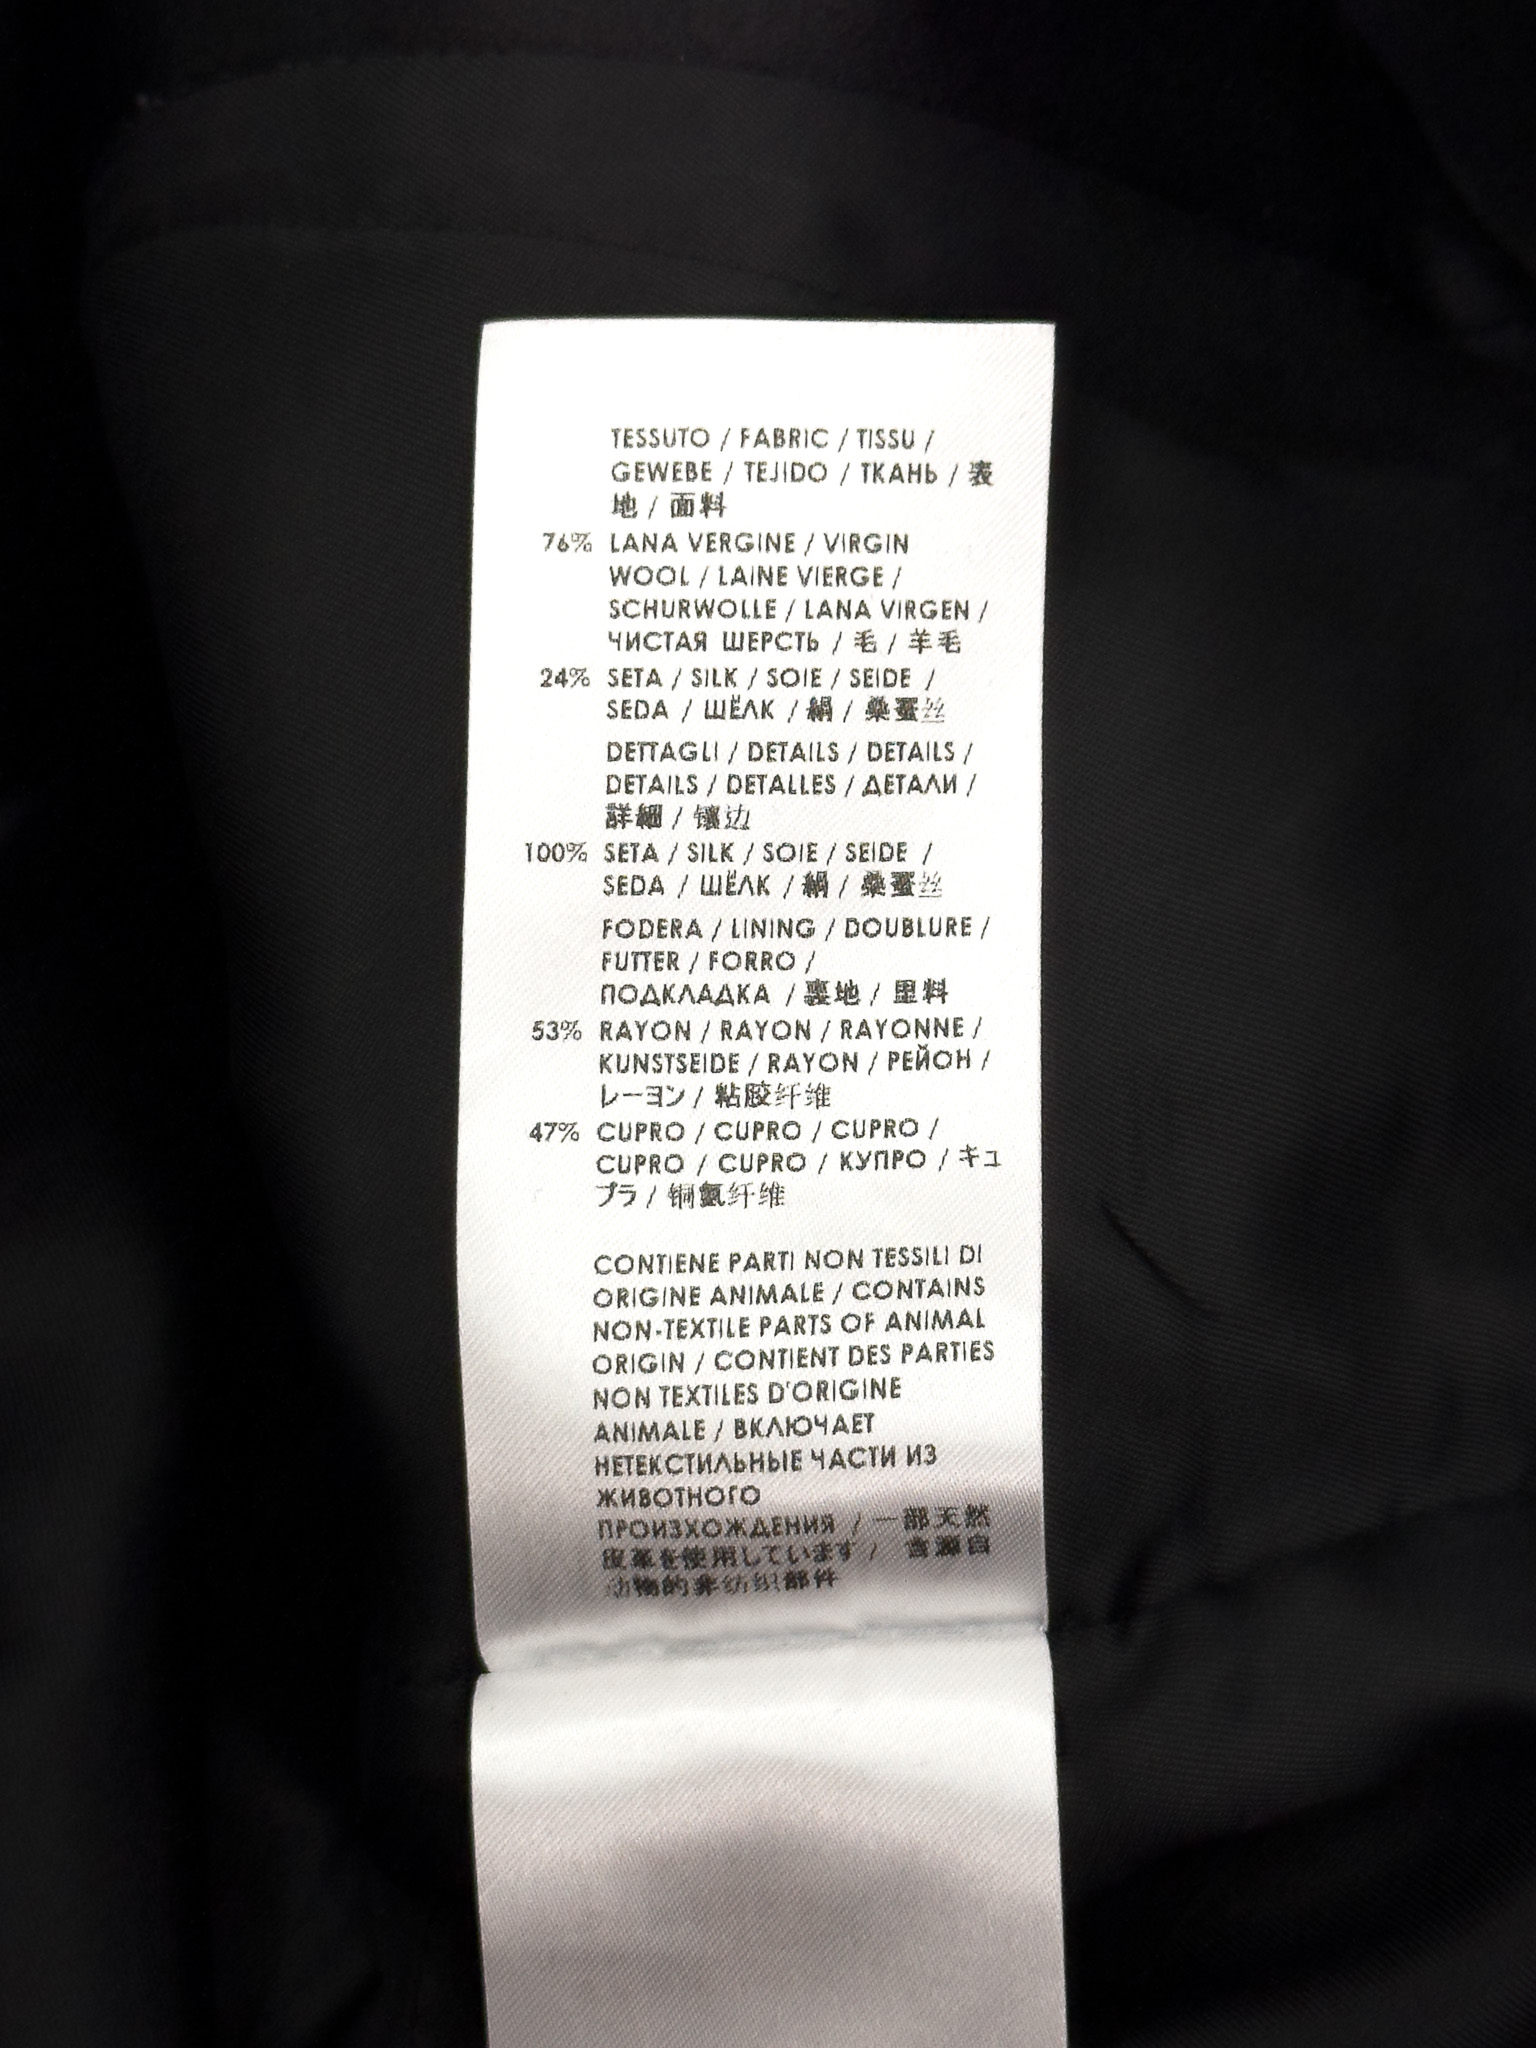 TESSUTO / FABRIC / TISSU /
GEWEBE / TEJIDO / ТКАНЬ / 表
地 / 面料
76% LANA VERGINE / VIRGIN
WOOL / LAINE VIERGE /
SCHURWOLLE / LANA VIRGEN /
ЧИСТАЯ ШЕРСТЬ / 毛 / 羊毛
24% SETA / SILK / SOIE / SEIDE /
SEDA / ШЁЛК / 絹 / 桑蚕丝
DETTAGLI / DETAILS / DETAILS /
DETAILS / DETALLES / ДЕТАЛИ /
詳細 / 镶边
100% SETA / SILK / SOIE / SEIDE /
SEDA / ШЁЛК / 絹 / 桑蚕丝
FODERA / LINING / DOUBLURE /
FUTTER / FORRO /
ПОДКЛАДКА / 裏地 / 里料
53% RAYON / RAYON / RAYONNE /
KUNSTSEIDE / RAYON / РЕЙОН /
レーヨン / 粘胶纤维
47% CUPRO / CUPRO / CUPRO /
CUPRO / CUPRO / КУПРО / キュ
プラ / 铜氨纤维
CONTIENE PARTI NON TESSILI DI
ORIGINE ANIMALE / CONTAINS
NON-TEXTILE PARTS OF ANIMAL
ORIGIN / CONTIENT DES PARTIES
NON TEXTILES D'ORIGINE
ANIMALE / ВКЛЮЧАЕТ
НЕТЕКСТИЛЬНЫЕ ЧАСТИ ИЗ
ЖИВОТНОГО
ПРОИЗХОЖДЕНИЯ / 一部天然
皮革を使用しています / 含源自
动物的非纺织部件